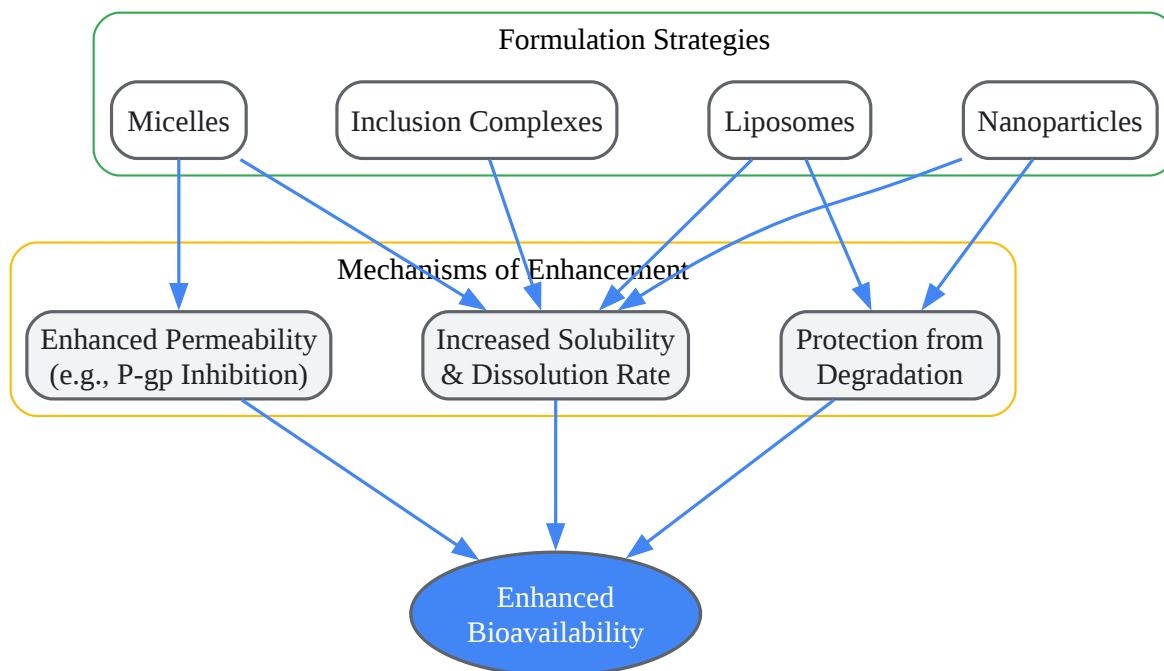 Formulation Strategies
Micelles
Inclusion Complexes
Liposomes
Nanoparticles
Mechanisms of Enhancement
Enhanced Permeability
(e.g., P-gp Inhibition)
Increased Solubility
& Dissolution Rate
Protection from
Degradation
Enhanced
Bioavailability